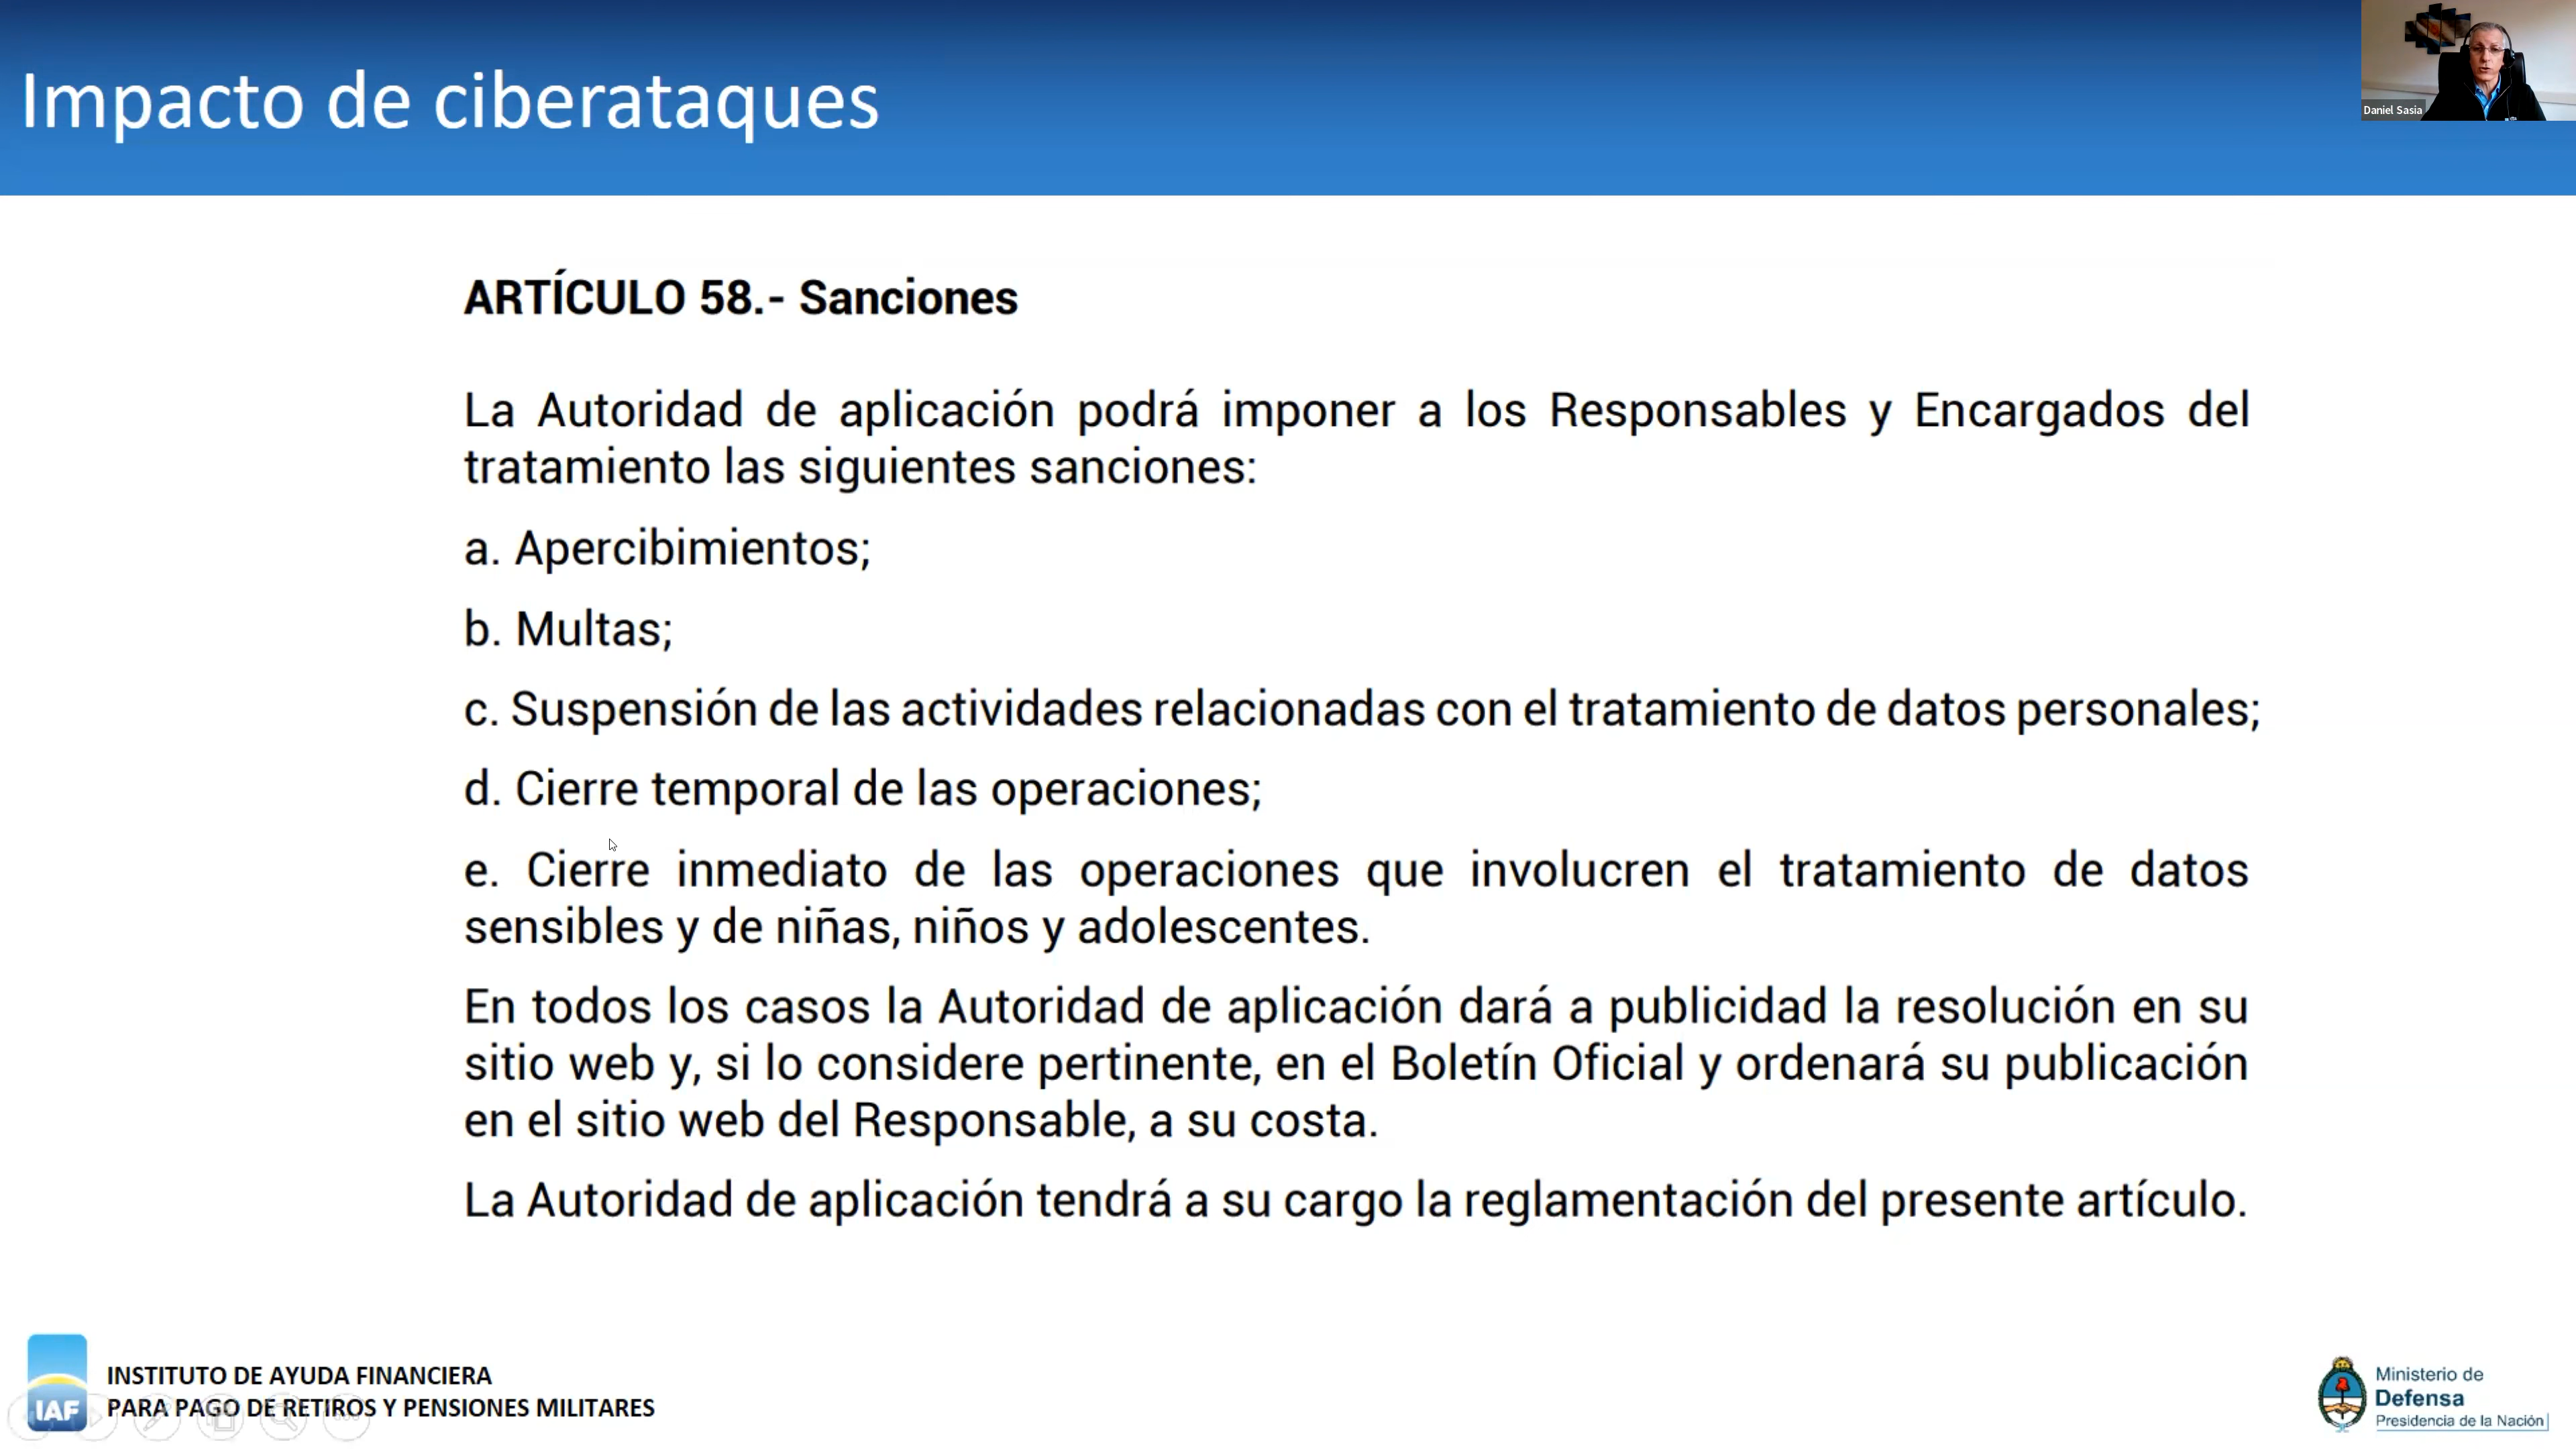 Impacto de ciberataques
Daniel Sasia
ARTÍCULO 58.- Sanciones
La Autoridad de aplicación podrá imponer a los Responsables y Encargados del
tratamiento las siguientes sanciones:
a. Apercibimientos;
b. Multas;
c. Suspensión de las actividades relacionadas con el tratamiento de datos personales;
d. Cierre temporal de las operaciones;
e. Cierre inmediato de las operaciones que involucren el tratamiento de datos
sensibles y de niñas, niños y adolescentes.
En todos los casos la Autoridad de aplicación dará a publicidad la resolución en su
sitio web y, si lo considere pertinente, en el Boletín Oficial y ordenará su publicación
en el sitio web del Responsable, a su costa.
La Autoridad de aplicación tendrá a su cargo la reglamentación del presente artículo.
IAF
INSTITUTO DE AYUDA FINANCIERA
PARA PAGO DE RETIROS Y PENSIONES MILITARES
Ministerio de
Defensa
Presidencia de la Nación